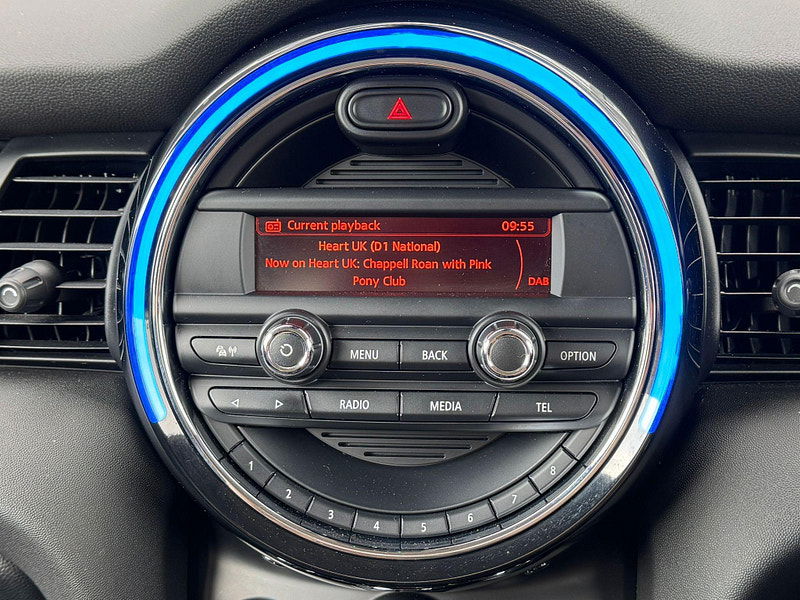 Current playback 09:55
Heart UK (D1 National)
Now on Heart UK: Chappell Roan with Pink
Pony Club DAB
MENU BACK OPTION
RADIO MEDIA TEL
1 2 3 4 5 6 7 8